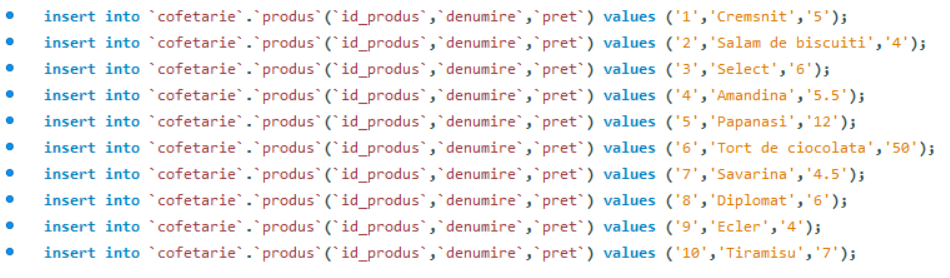 insert into `cofetarie`.`produs`(`id_produs`,`denumire`,`pret`) values ('1','Cremsnit','5');
insert into `cofetarie`.`produs`(`id_produs`,`denumire`,`pret`) values ('2','Salam de biscuiti','4');
insert into `cofetarie`.`produs`(`id_produs`,`denumire`,`pret`) values ('3','Select','6');
insert into `cofetarie`.`produs`(`id_produs`,`denumire`,`pret`) values ('4','Amandina','5.5');
insert into `cofetarie`.`produs`(`id_produs`,`denumire`,`pret`) values ('5','Papanasi','12');
insert into `cofetarie`.`produs`(`id_produs`,`denumire`,`pret`) values ('6','Tort de ciocolata','50');
insert into `cofetarie`.`produs`(`id_produs`,`denumire`,`pret`) values ('7','Savarina','4.5');
insert into `cofetarie`.`produs`(`id_produs`,`denumire`,`pret`) values ('8','Diplomat','6');
insert into `cofetarie`.`produs`(`id_produs`,`denumire`,`pret`) values ('9','Ecler','4');
insert into `cofetarie`.`produs`(`id_produs`,`denumire`,`pret`) values ('10','Tiramisu','7');